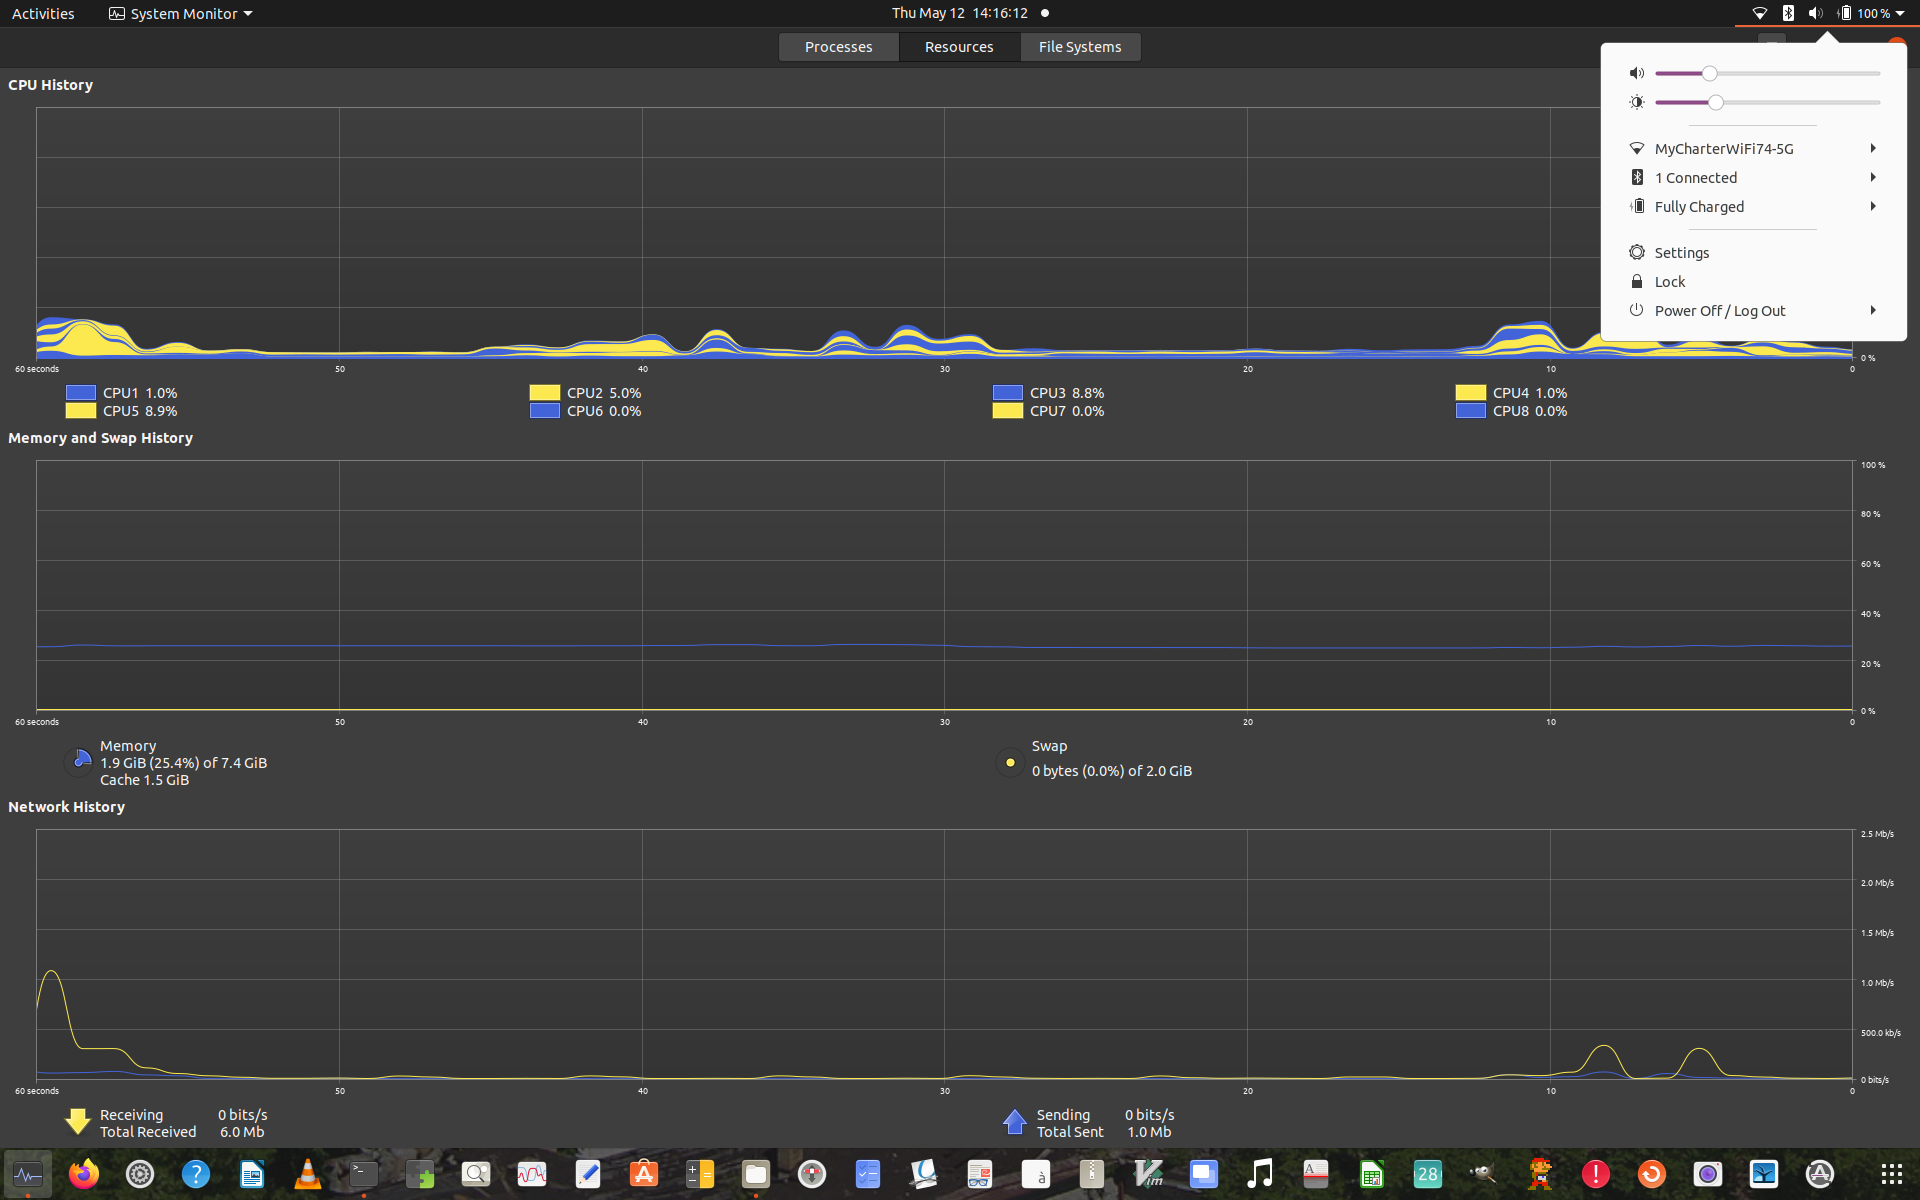 Activities
System Monitor
Thu May 12 14:16:12
100 %
Processes
Resources
File Systems
CPU History
MyCharterWiFi74-5G
1 Connected
Fully Charged
Settings
Lock
Power Off / Log Out
0 %
60 seconds 50 40 30 20 10 0
CPU1 1.0% CPU2 5.0% CPU3 8.8% CPU4 1.0%
CPU5 8.9% CPU6 0.0% CPU7 0.0% CPU8 0.0%
Memory and Swap History
100 %
80 %
60 %
40 %
20 %
0 %
60 seconds 50 40 30 20 10 0
Memory
1.9 GiB (25.4%) of 7.4 GiB
Cache 1.5 GiB
Swap
0 bytes (0.0%) of 2.0 GiB
Network History
2.5 Mb/s
2.0 Mb/s
1.5 Mb/s
1.0 Mb/s
500.0 kb/s
0 bits/s
60 seconds 50 40 30 20 10 0
Receiving 0 bits/s
Total Received 6.0 Mb
Sending 0 bits/s
Total Sent 1.0 Mb
>_
?
à
Vim
A
28
!